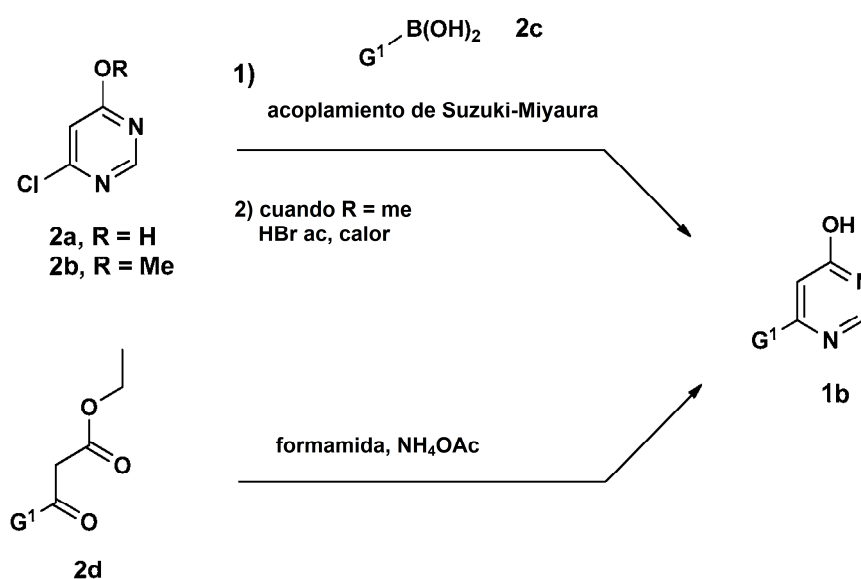 G¹ B(OH)₂ 2c
1)
OR
N
Cl N
acoplamiento de Suzuki-Miyaura
2) cuando R = me
HBr ac, calor
2a, R = H
2b, R = Me
OH
N
G¹ N
1b
O
O
G¹ O
formamida, NH₄OAc
2d